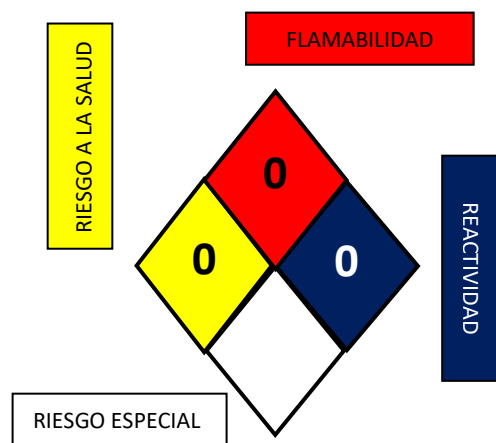 FLAMABILIDAD
RIESGO A LA SALUD
0
0
0
REACTIVIDAD
RIESGO ESPECIAL